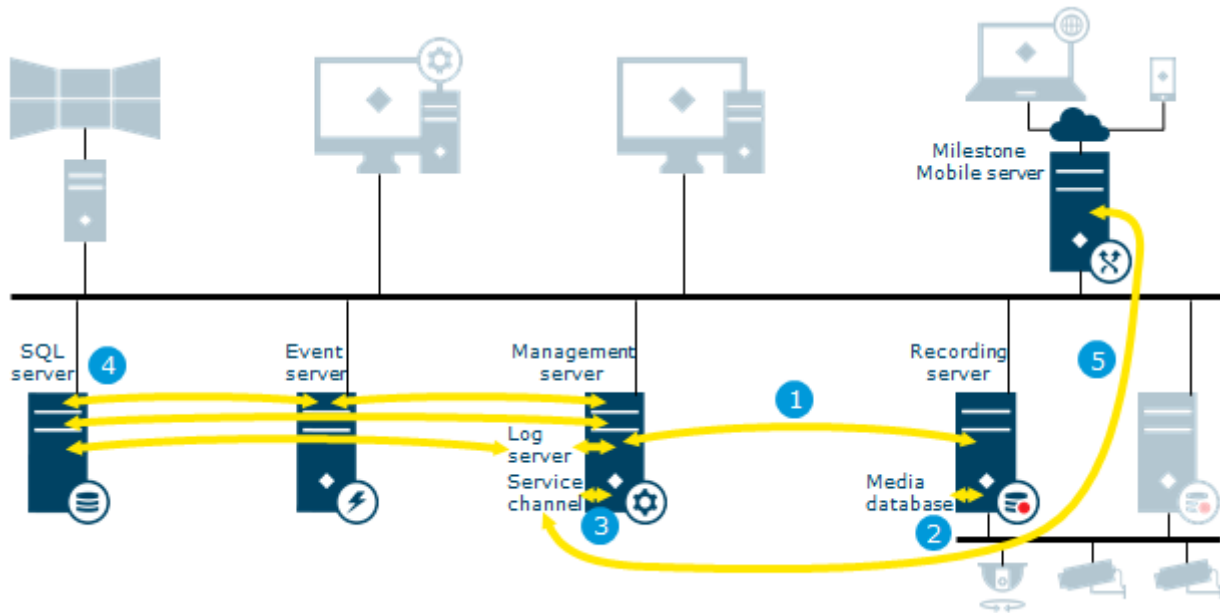 Milestone
Mobile server
SQL
server
4
Event
server
Management
server
Recording
server
5
1
Log
server
Service
channel
3
Media
database
2